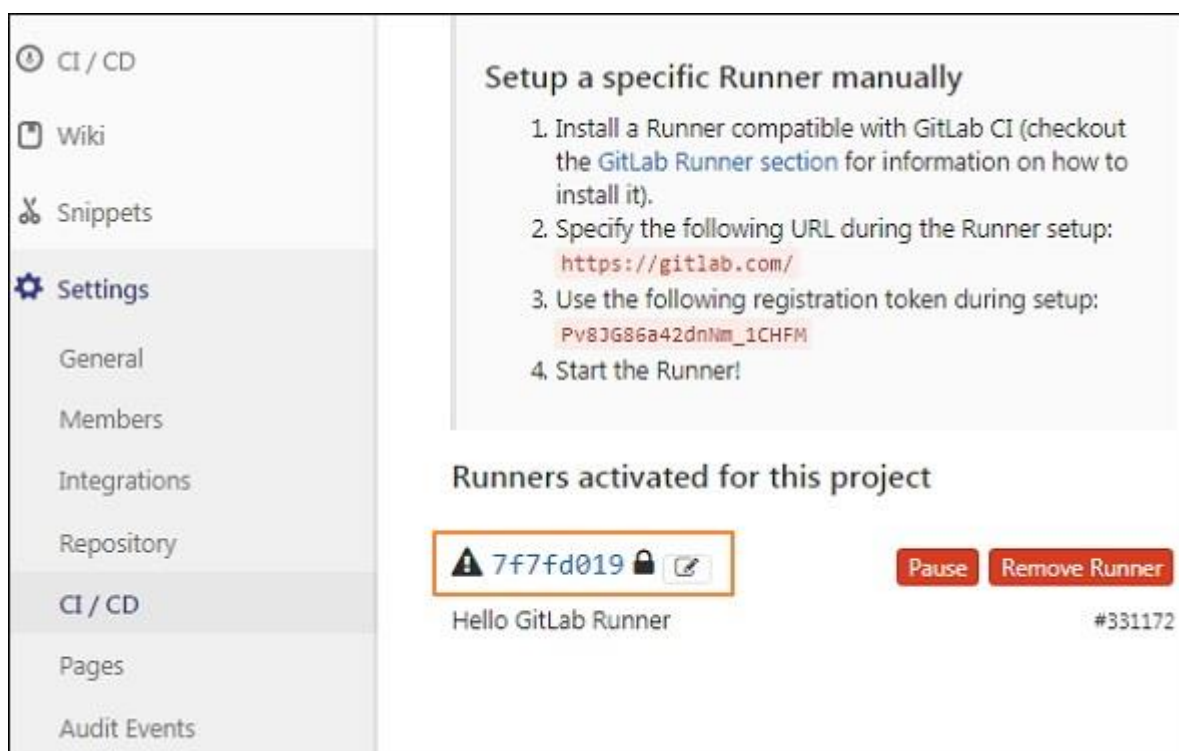 CI / CD
Wiki
Snippets
Settings
General
Members
Integrations
Repository
CI / CD
Pages
Audit Events
Setup a specific Runner manually
1. Install a Runner compatible with GitLab CI (checkout
the GitLab Runner section for information on how to
install it).
2. Specify the following URL during the Runner setup:
https://gitlab.com/
3. Use the following registration token during setup:
Pv8JG86a42dnNm_1CHFM
4. Start the Runner!
Runners activated for this project
7f7fd019
Pause Remove Runner
Hello GitLab Runner
#331172